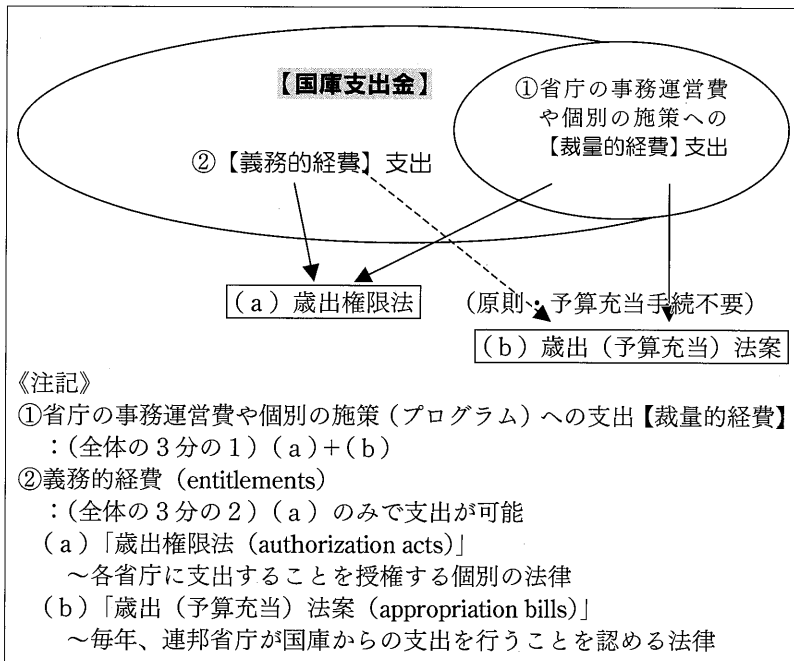 【国庫支出金】
①省庁の事務運営費
や個別の施策への
【裁量的経費】支出
②【義務的経費】支出
(a)歳出権限法
(原則・予算充当手続不要)
(b)歳出(予算充当)法案
《注記》
①省庁の事務運営費や個別の施策(プログラム)への支出【裁量的経費】
:(全体の3分の1)(a)+(b)
②義務的経費(entitlements)
:(全体の3分の2)(a)のみで支出が可能
(a)「歳出権限法(authorization acts)」
~各省庁に支出することを授権する個別の法律
(b)「歳出(予算充当)法案(appropriation bills)」
~毎年、連邦省庁が国庫からの支出を行うことを認める法律